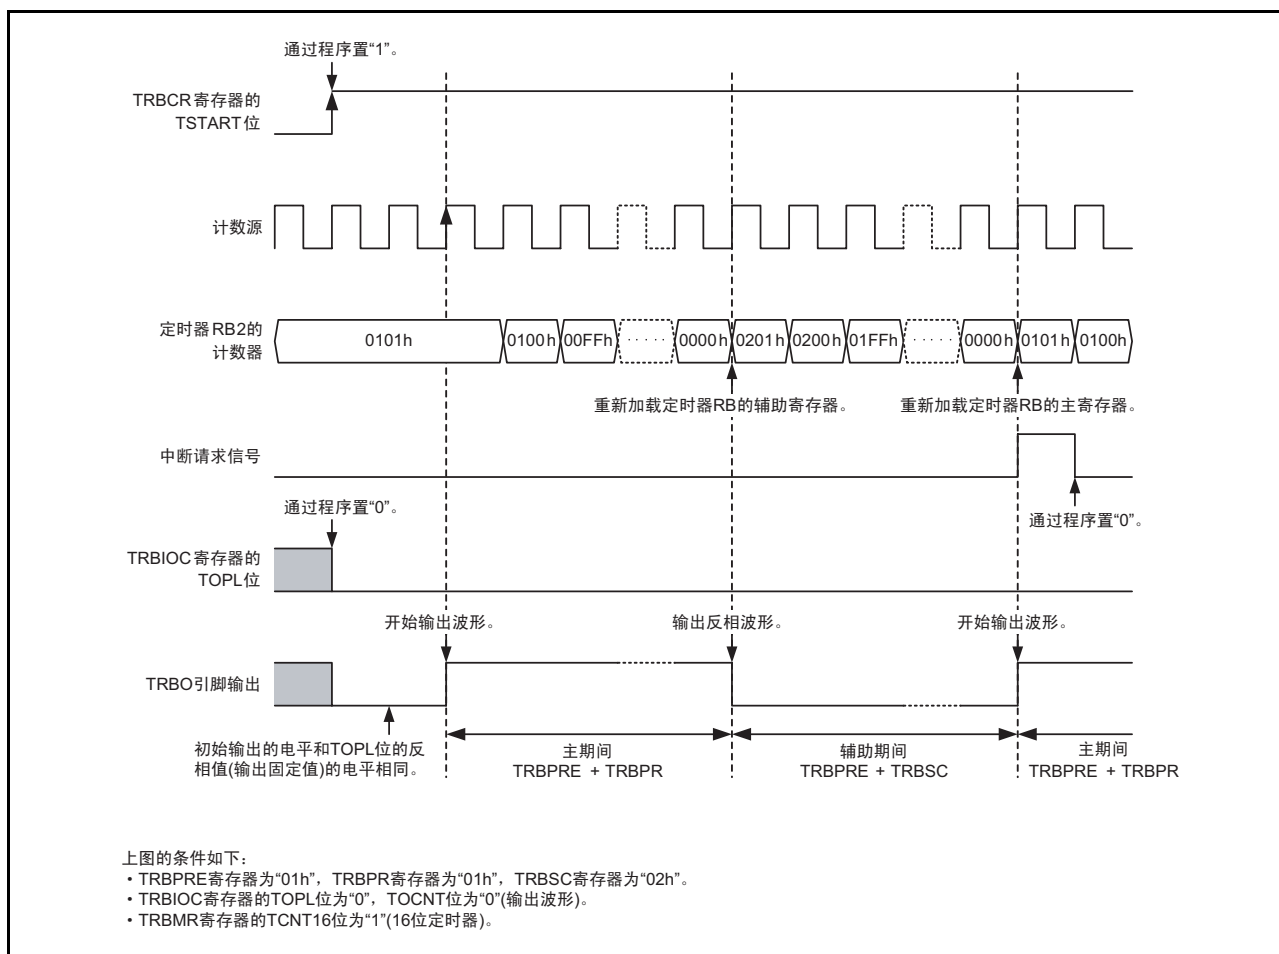 通过程序置“1”。
TRBCR寄存器的
TSTART位
计数源
定时器RB2的
计数器
0101h 0100h 00FFh ····· 0000h 0201h 0200h 01FFh ····· 0000h 0101h 0100h
重新加载定时器RB的辅助寄存器。
重新加载定时器RB的主寄存器。
中断请求信号
通过程序置“0”。
通过程序置“0”。
TRBIOC寄存器的
TOPL位
开始输出波形。
输出反相波形。
开始输出波形。
TRBO引脚输出
初始输出的电平和TOPL位的反
相值(输出固定值)的电平相同。
主期间
TRBPRE + TRBPR
辅助期间
TRBPRE + TRBSC
主期间
TRBPRE + TRBPR
上图的条件如下：
・TRBPRE寄存器为“01h”，TRBPR寄存器为“01h”，TRBSC寄存器为“02h”。
・TRBIOC寄存器的TOPL位为“0”，TOCNT位为“0”(输出波形)。
・TRBMR寄存器的TCNT16位为“1”(16位定时器)。